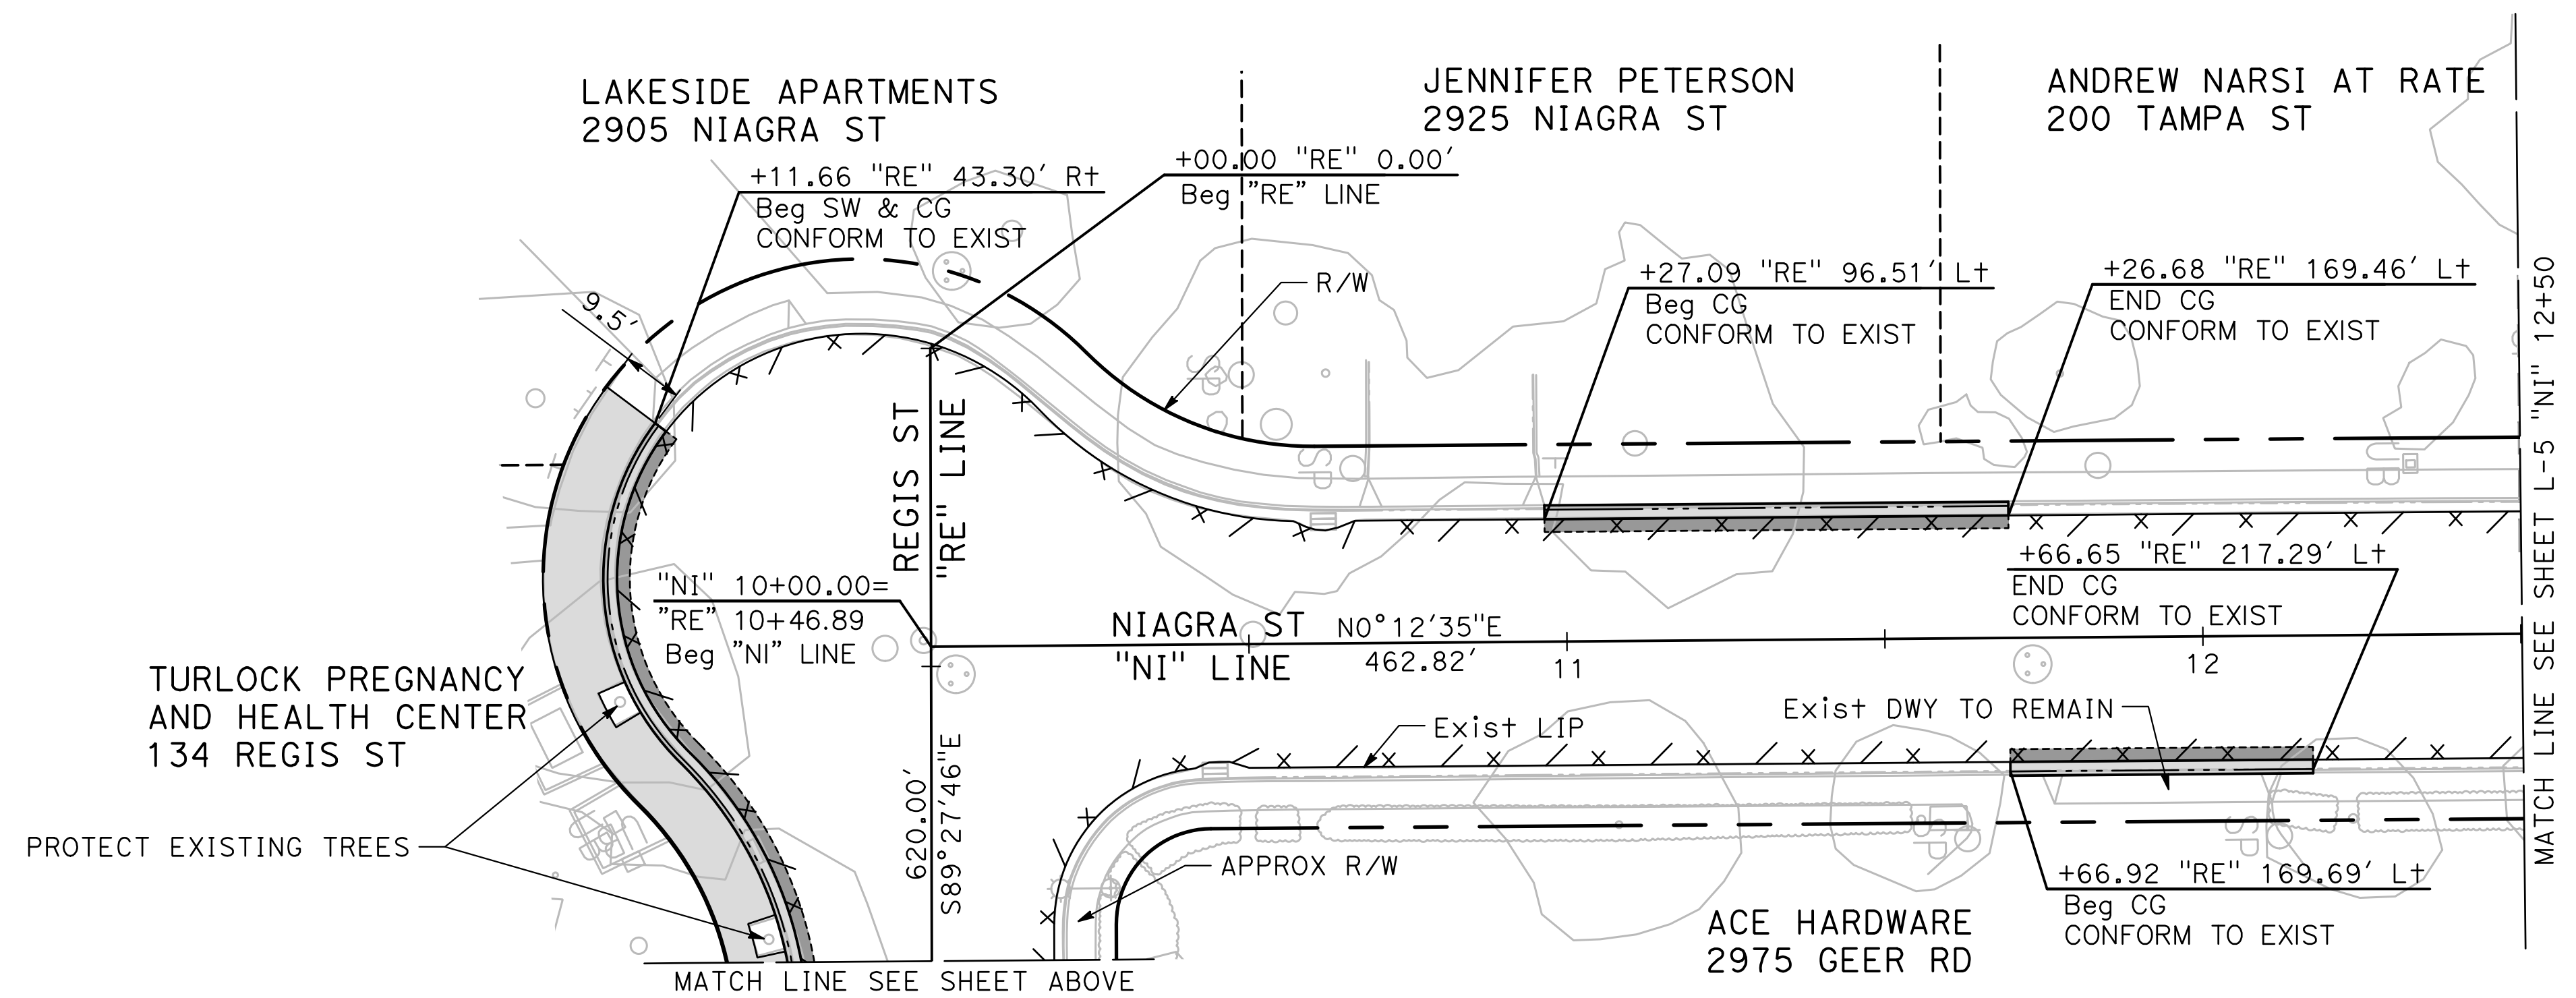 LAKESIDE APARTMENTS
2905 NIAGRA ST
JENNIFER PETERSON
2925 NIAGRA ST
ANDREW NARSI AT RATE
200 TAMPA ST
+11.66 "RE" 43.30' Rt
Beg SW & CG
CONFORM TO EXIST
+00.00 "RE" 0.00'
Beg "RE" LINE
9.5'
R/W
+27.09 "RE" 96.51' Lt
Beg CG
CONFORM TO EXIST
+26.68 "RE" 169.46' Lt
END CG
CONFORM TO EXIST
MATCH LINE SEE SHEET L-5 "NI" 12+50
SD
SD
BU
REGIS ST
"RE" LINE
"NI" 10+00.00=
"RE" 10+46.89
Beg "NI" LINE
NIAGRA ST
N0°12'35"E
"NI" LINE
462.82'
11
12
+66.65 "RE" 217.29' Lt
END CG
CONFORM TO EXIST
TURLOCK PREGNANCY
AND HEALTH CENTER
134 REGIS ST
Exist LIP
Exist DWY TO REMAIN
620.00'
S89°27'46"E
PROTECT EXISTING TREES
APPROX R/W
SD
SD
+66.92 "RE" 169.69' Lt
Beg CG
CONFORM TO EXIST
ACE HARDWARE
2975 GEER RD
MATCH LINE SEE SHEET ABOVE